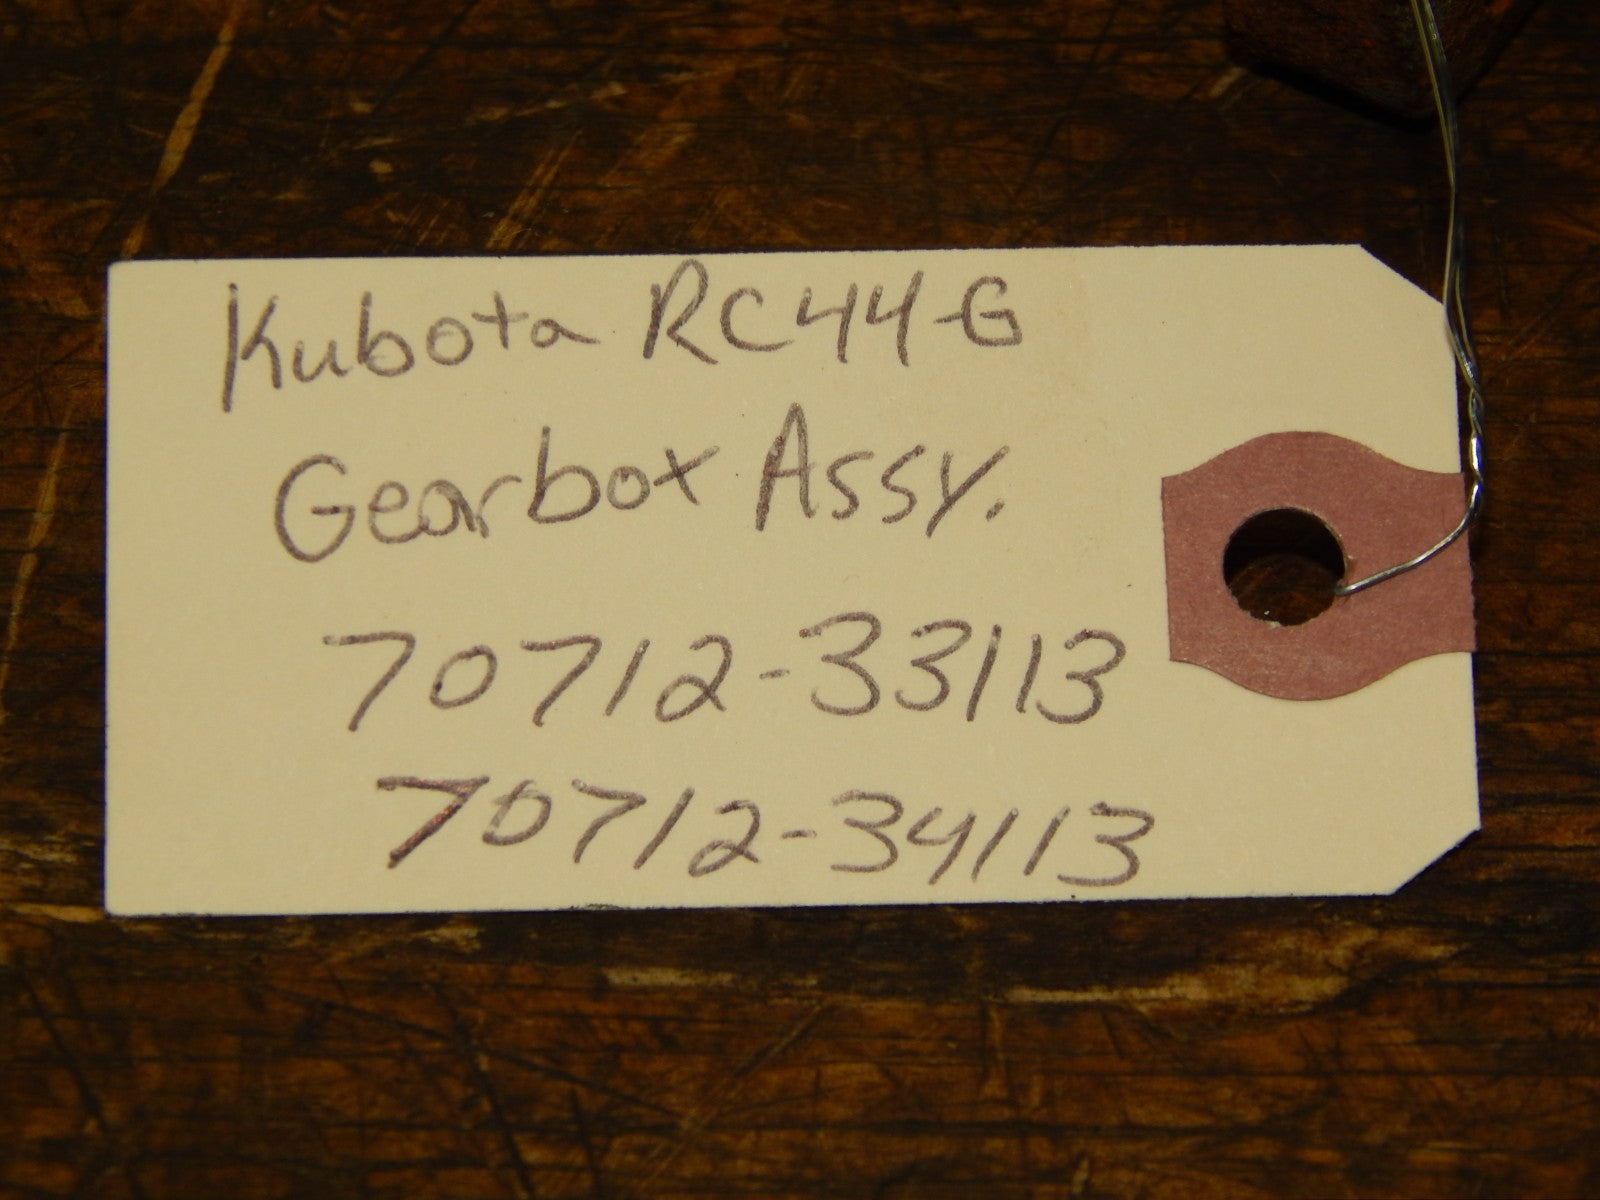 Kubota RC44-G
Gearbox Assy.
70712-33113
70712-34113